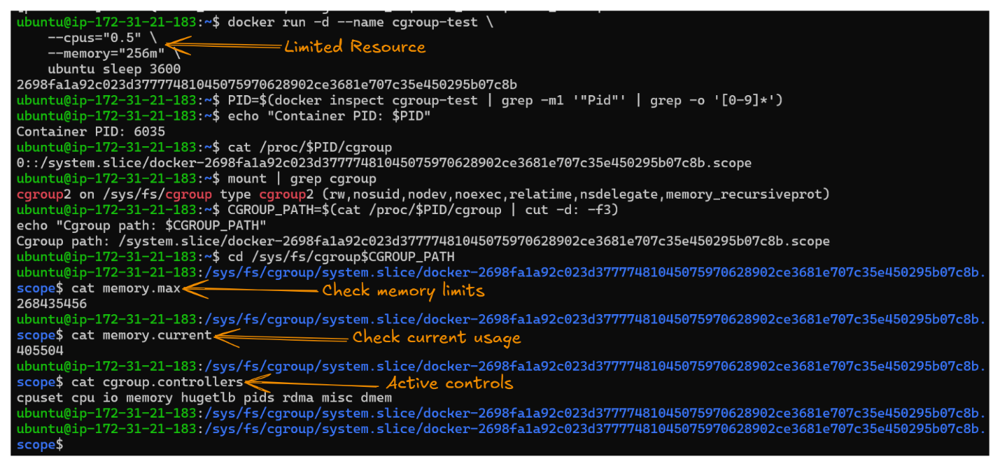 ubuntu@ip-172-31-21-183:~$ docker run -d --name cgroup-test \
--cpus="0.5" \
--memory="256m" \
Limited Resource
ubuntu sleep 3600
2698fa1a92c023d37777481045075970628902ce3681e707c35e450295b07c8b
ubuntu@ip-172-31-21-183:~$ PID=$(docker inspect cgroup-test | grep -m1 '"Pid"' | grep -o '[0-9]*')
ubuntu@ip-172-31-21-183:~$ echo "Container PID: $PID"
Container PID: 6035
ubuntu@ip-172-31-21-183:~$ cat /proc/$PID/cgroup
0::/system.slice/docker-2698fa1a92c023d37777481045075970628902ce3681e707c35e450295b07c8b.scope
ubuntu@ip-172-31-21-183:~$ mount | grep cgroup
cgroup2 on /sys/fs/cgroup type cgroup2 (rw,nosuid,nodev,noexec,relatime,nsdelegate,memory_recursiveprot)
ubuntu@ip-172-31-21-183:~$ CGROUP_PATH=$(cat /proc/$PID/cgroup | cut -d: -f3)
echo "Cgroup path: $CGROUP_PATH"
Cgroup path: /system.slice/docker-2698fa1a92c023d37777481045075970628902ce3681e707c35e450295b07c8b.scope
ubuntu@ip-172-31-21-183:~$ cd /sys/fs/cgroup$CGROUP_PATH
ubuntu@ip-172-31-21-183:/sys/fs/cgroup/system.slice/docker-2698fa1a92c023d37777481045075970628902ce3681e707c35e450295b07c8b.
scope$ cat memory.max
Check memory limits
268435456
ubuntu@ip-172-31-21-183:/sys/fs/cgroup/system.slice/docker-2698fa1a92c023d37777481045075970628902ce3681e707c35e450295b07c8b.
scope$ cat memory.current
Check current usage
405504
ubuntu@ip-172-31-21-183:/sys/fs/cgroup/system.slice/docker-2698fa1a92c023d37777481045075970628902ce3681e707c35e450295b07c8b.
scope$ cat cgroup.controllers
Active controls
cpuset cpu io memory hugetlb pids rdma misc dmem
ubuntu@ip-172-31-21-183:/sys/fs/cgroup/system.slice/docker-2698fa1a92c023d37777481045075970628902ce3681e707c35e450295b07c8b.
ubuntu@ip-172-31-21-183:/sys/fs/cgroup/system.slice/docker-2698fa1a92c023d37777481045075970628902ce3681e707c35e450295b07c8b.
scope$